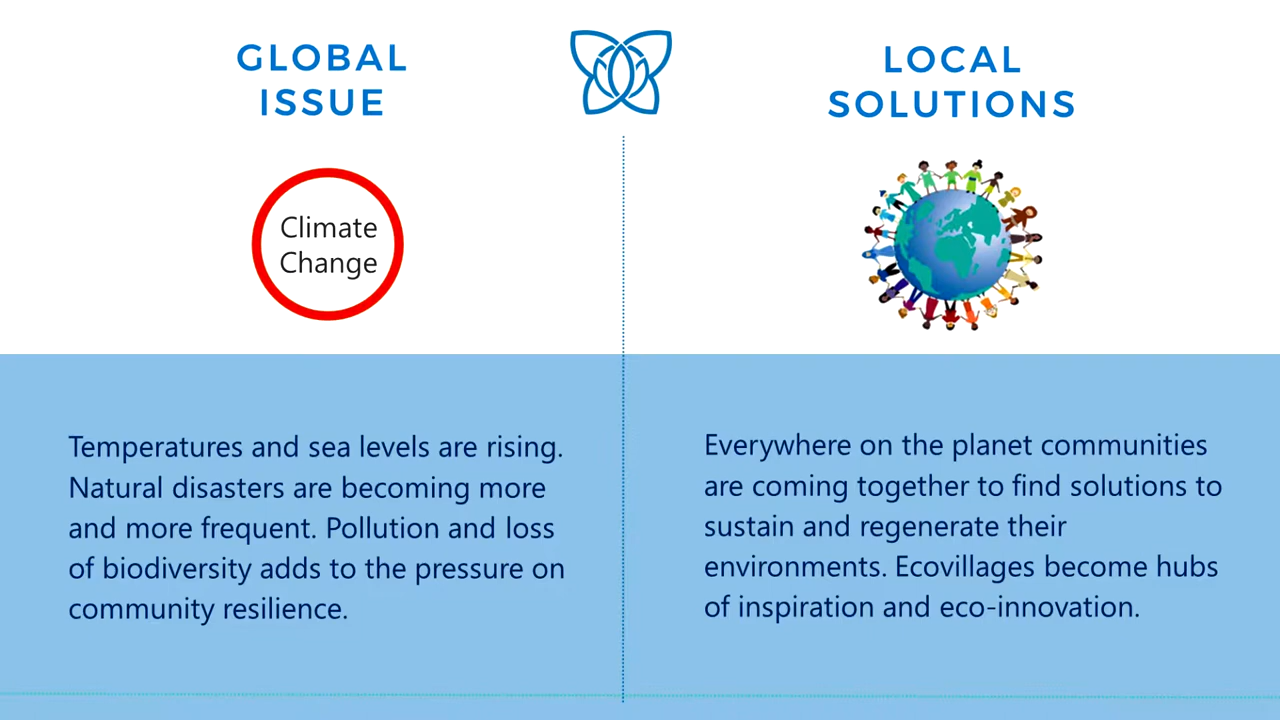 GLOBAL
ISSUE
Climate
Change
Temperatures and sea levels are rising.
Natural disasters are becoming more
and more frequent. Pollution and loss
of biodiversity adds to the pressure on
community resilience.
LOCAL
SOLUTIONS
Everywhere on the planet communities
are coming together to find solutions to
sustain and regenerate their
environments. Ecovillages become hubs
of inspiration and eco-innovation.